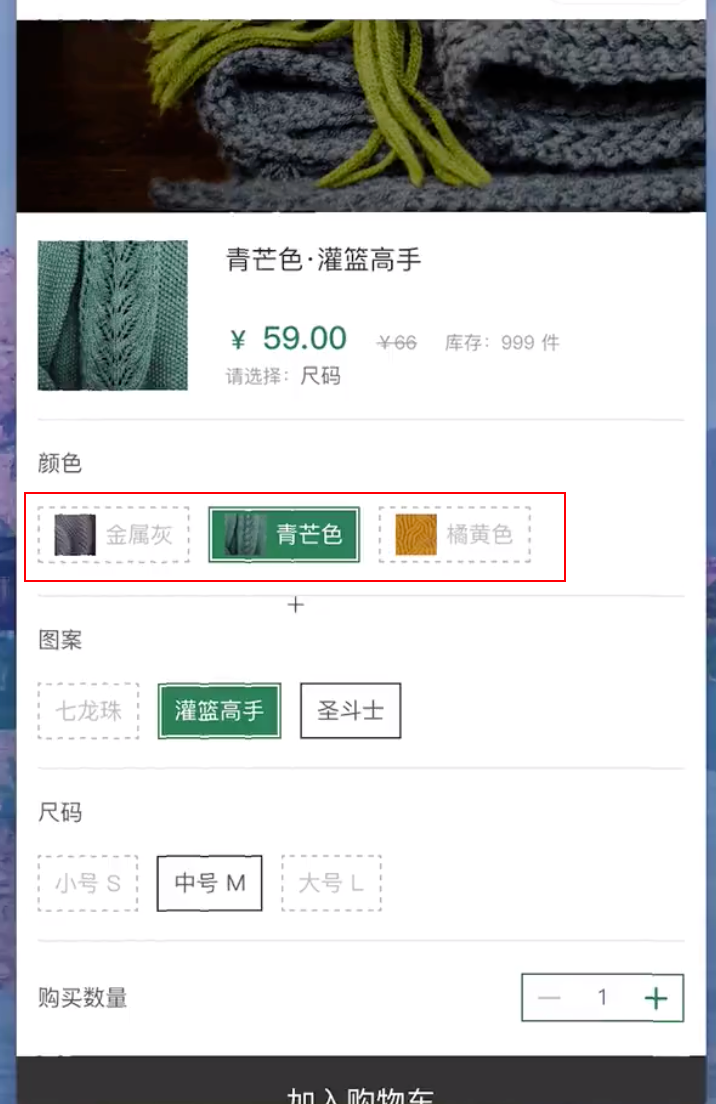 青芒色·灌篮高手
¥ 59.00 ¥66 库存：999 件
请选择：尺码
颜色
金属灰 青芒色 橘黄色
图案
七龙珠 灌篮高手 圣斗士
尺码
小号 S 中号 M 大号 L
购买数量
— 1 +
加入购物车